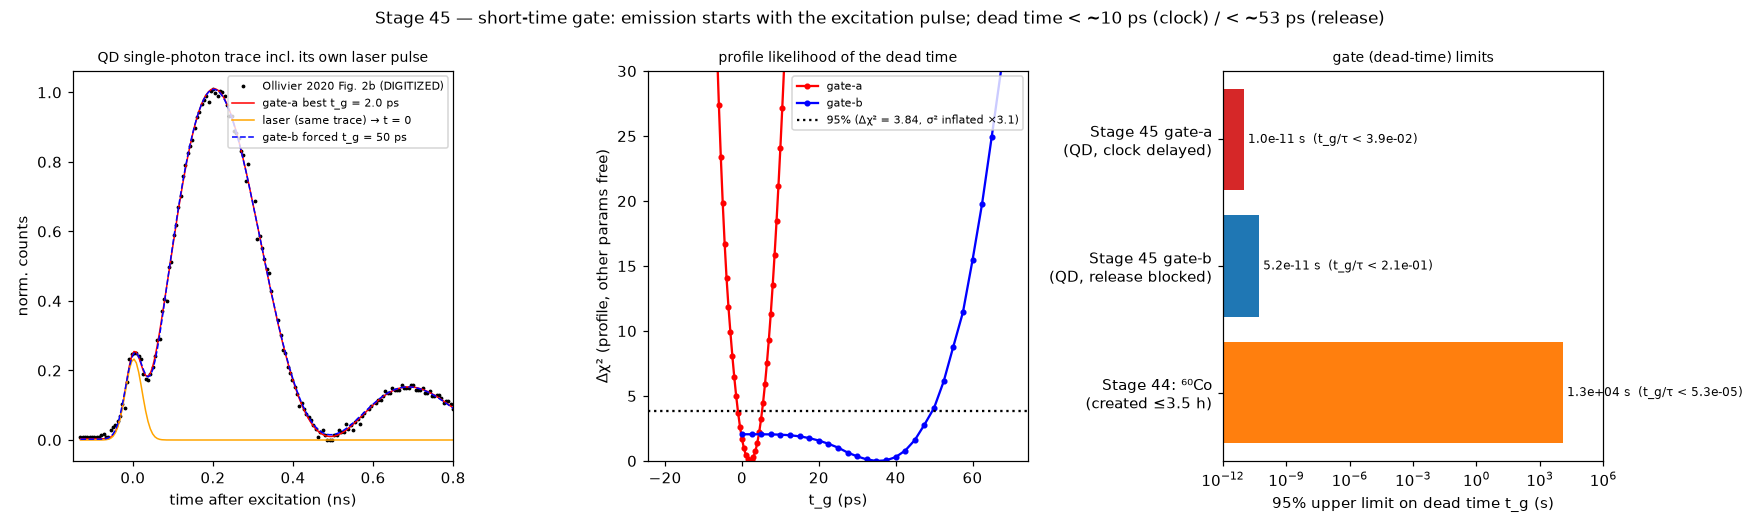 Stage 45 — short-time gate: emission starts with the excitation pulse; dead time < ~10 ps (clock) / < ~53 ps (release)
QD single-photon trace incl. its own laser pulse
norm. counts
1.0
0.8
0.6
0.4
0.2
0.0
Ollivier 2020 Fig. 2b (DIGITIZED)
gate-a best t_g = 2.0 ps
laser (same trace) → t = 0
gate-b forced t_g = 50 ps
0.0
0.2
0.4
0.6
0.8
time after excitation (ns)
profile likelihood of the dead time
Δχ² (profile, other params free)
30
25
20
15
10
5
0
gate-a
gate-b
95% (Δχ² = 3.84, σ² inflated ×3.1)
−20
0
20
40
60
t_g (ps)
gate (dead-time) limits
Stage 45 gate-a
(QD, clock delayed)
1.0e-11 s (t_g/τ < 3.9e-02)
Stage 45 gate-b
(QD, release blocked)
5.2e-11 s (t_g/τ < 2.1e-01)
Stage 44: ⁶⁰Co
(created ≤3.5 h)
1.3e+04 s (t_g/τ < 5.3e-05)
10⁻¹²
10⁻⁹
10⁻⁶
10⁻³
10⁰
10³
10⁶
95% upper limit on dead time t_g (s)